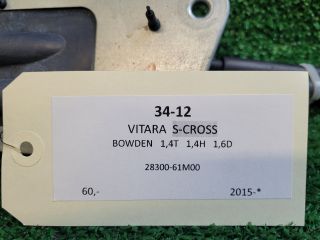 34-12
VITARA S-CROSS
BOWDEN 1,4T 1,4H 1,6D
28300-61M00
60,- 2015-*